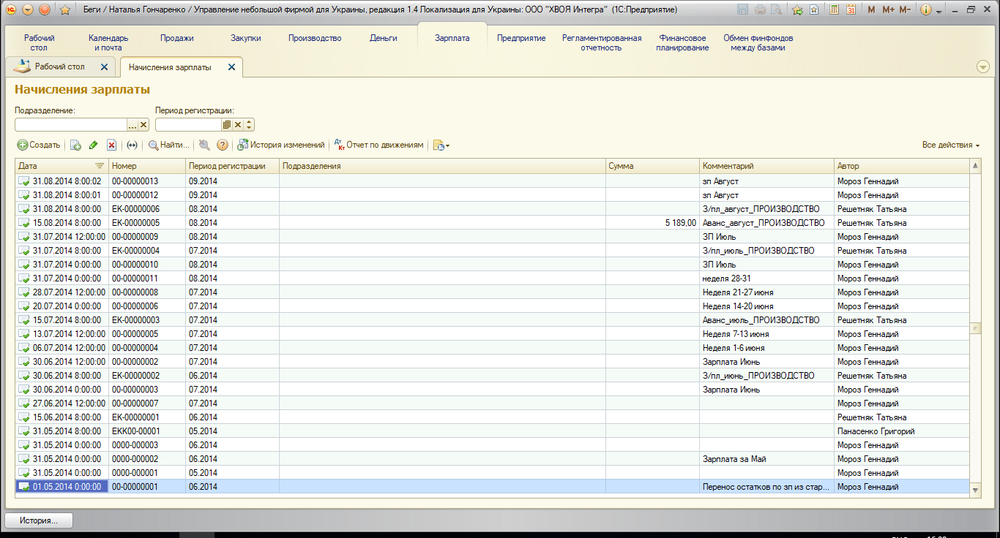 Беги / Наталья Гончаренко / Управление небольшой фирмой для Украины, редакция 1.4 Локализация для Украины: ООО "ХВОЯ Интегра" (1С:Предприятие)
M M+ M-
Рабочий стол
Календарь и почта
Продажи
Закупки
Производство
Деньги
Зарплата
Предприятие
Регламентированная отчетность
Финансовое планирование
Обмен финфондов между базами
Рабочий стол
Начисления зарплаты
Начисления зарплаты
Подразделение: Период регистрации:
Создать Найти... История изменений Дт Кт Отчет по движениям Все действия
Дата Номер Период регистрации Подразделения Сумма Комментарий Автор
31.08.2014 8:00:02 00-00000013 09.2014 зп Август Мороз Геннадий
31.08.2014 8:00:01 00-00000012 09.2014 зп Август Мороз Геннадий
31.08.2014 8:00:00 ЕК-00000006 08.2014 З/пл_август_ПРОИЗВОДСТВО Решетняк Татьяна
15.08.2014 8:00:00 ЕК-00000005 08.2014 5 189,00 Аванс_август_ПРОИЗВОДСТВО Решетняк Татьяна
31.07.2014 12:00:00 00-00000009 08.2014 ЗП Июль Мороз Геннадий
31.07.2014 8:00:00 ЕК-00000004 07.2014 З/пл_июль_ПРОИЗВОДСТВО Решетняк Татьяна
31.07.2014 0:00:00 00-00000010 08.2014 ЗП Июль Мороз Геннадий
31.07.2014 0:00:00 00-00000011 08.2014 неделя 28-31 Мороз Геннадий
28.07.2014 12:00:00 00-00000008 07.2014 Неделя 21-27 июня Мороз Геннадий
20.07.2014 0:00:00 00-00000006 07.2014 Неделя 14-20 июня Мороз Геннадий
15.07.2014 8:00:00 ЕК-00000003 07.2014 Аванс_июль_ПРОИЗВОДСТВО Решетняк Татьяна
13.07.2014 12:00:00 00-00000005 07.2014 Неделя 7-13 июня Мороз Геннадий
06.07.2014 12:00:00 00-00000004 07.2014 Неделя 1-6 июня Мороз Геннадий
30.06.2014 12:00:00 00-00000002 07.2014 Зарплата Июнь Мороз Геннадий
30.06.2014 8:00:00 ЕК-00000002 06.2014 З/пл_июнь_ПРОИЗВОДСТВО Решетняк Татьяна
30.06.2014 0:00:00 00-00000003 07.2014 Зарплата Июнь Мороз Геннадий
27.06.2014 12:00:00 00-00000007 07.2014 Мороз Геннадий
15.06.2014 8:00:00 ЕК-00000001 06.2014 Решетняк Татьяна
31.05.2014 8:00:00 ЕКК00-00001 05.2014 Панасенко Григорий
31.05.2014 0:00:00 0000-000003 06.2014 Мороз Геннадий
31.05.2014 0:00:00 0000-000002 06.2014 Зарплата за Май Мороз Геннадий
31.05.2014 0:00:00 0000-000001 05.2014 Мороз Геннадий
01.05.2014 0:00:00 00-00000001 06.2014 Перенос остатков по зп из стар... Мороз Геннадий
История...